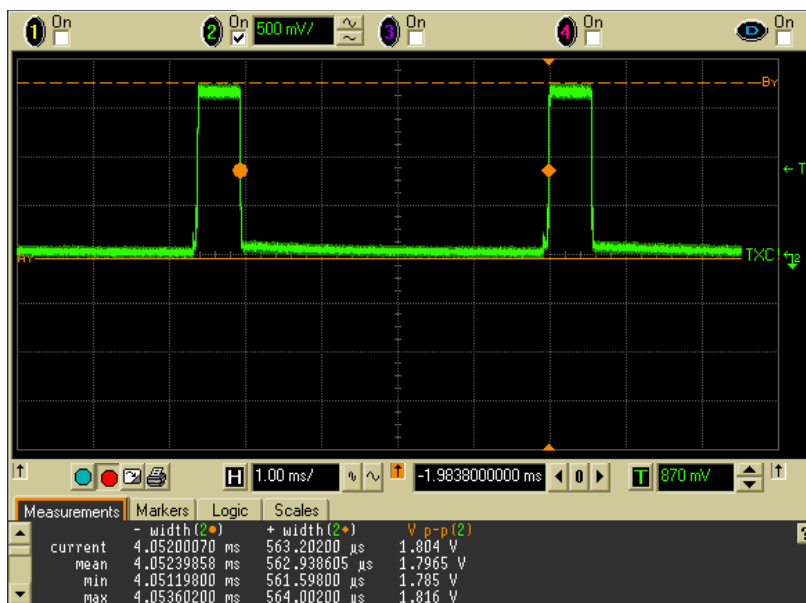 1 On 2 On 500 mV/ 3 On 4 On D On
BY
T
AY TXC 2
H 1.00 ms/ -1.9838000000 ms 0 T 870 mV
Measurements Markers Logic Scales
- width(2●) + width(2◆) V p-p(2) ?
current 4.05200070 ms 563.20200 µs 1.804 V
mean 4.05239858 ms 562.938605 µs 1.7965 V
min 4.05119800 ms 561.59800 µs 1.785 V
max 4.05360200 ms 564.00200 µs 1.816 V